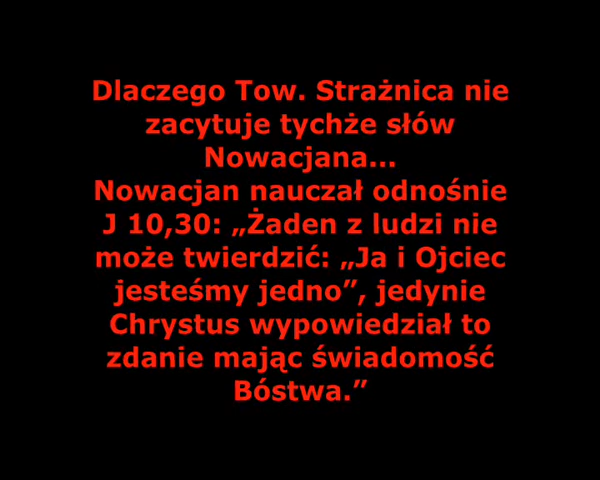 Dlaczego Tow. Strażnica nie
zacytuje tychże słów
Nowacjana...
Nowacjan nauczał odnośnie
J 10,30: „Żaden z ludzi nie
może twierdzić: „Ja i Ojciec
jesteśmy jedno”, jedynie
Chrystus wypowiedział to
zdanie mając świadomość
Bóstwa.”